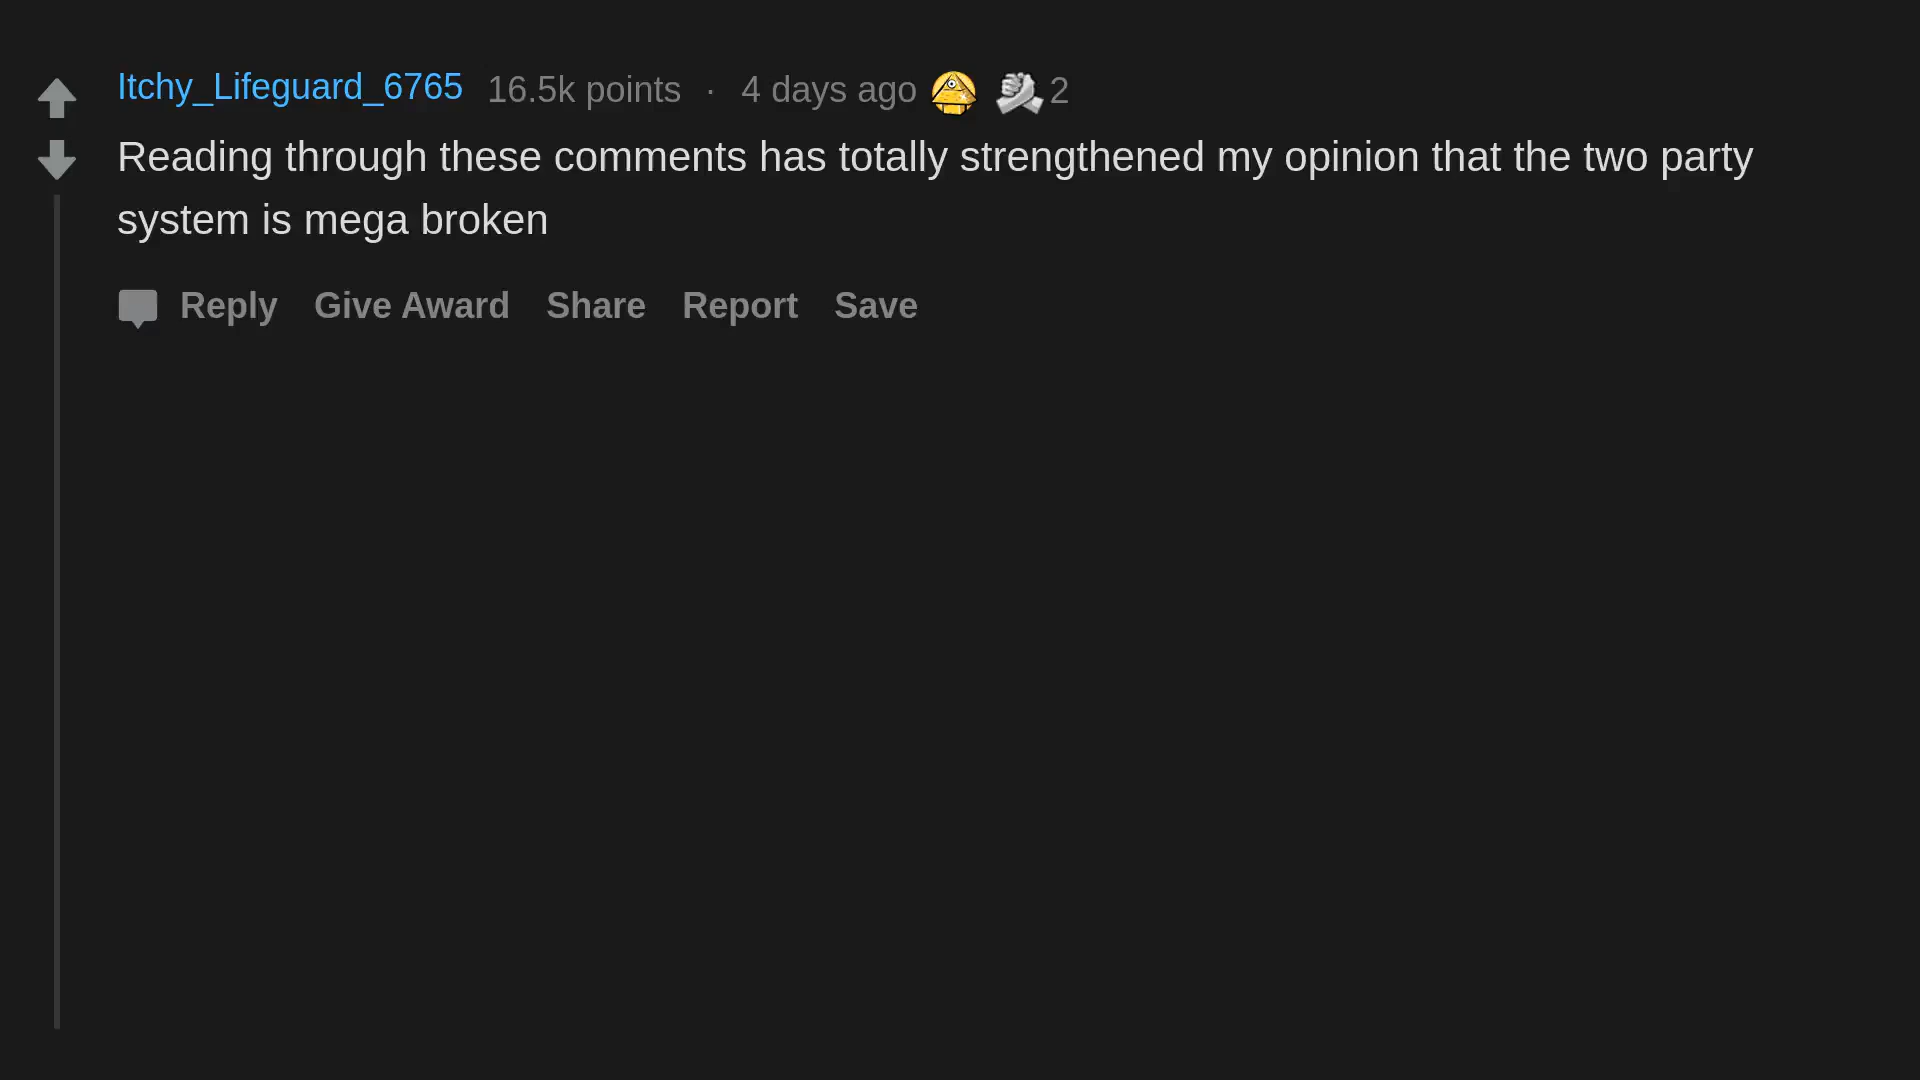 Itchy_Lifeguard_6765 16.5k points · 4 days ago 2
Reading through these comments has totally strengthened my opinion that the two party
system is mega broken
Reply Give Award Share Report Save